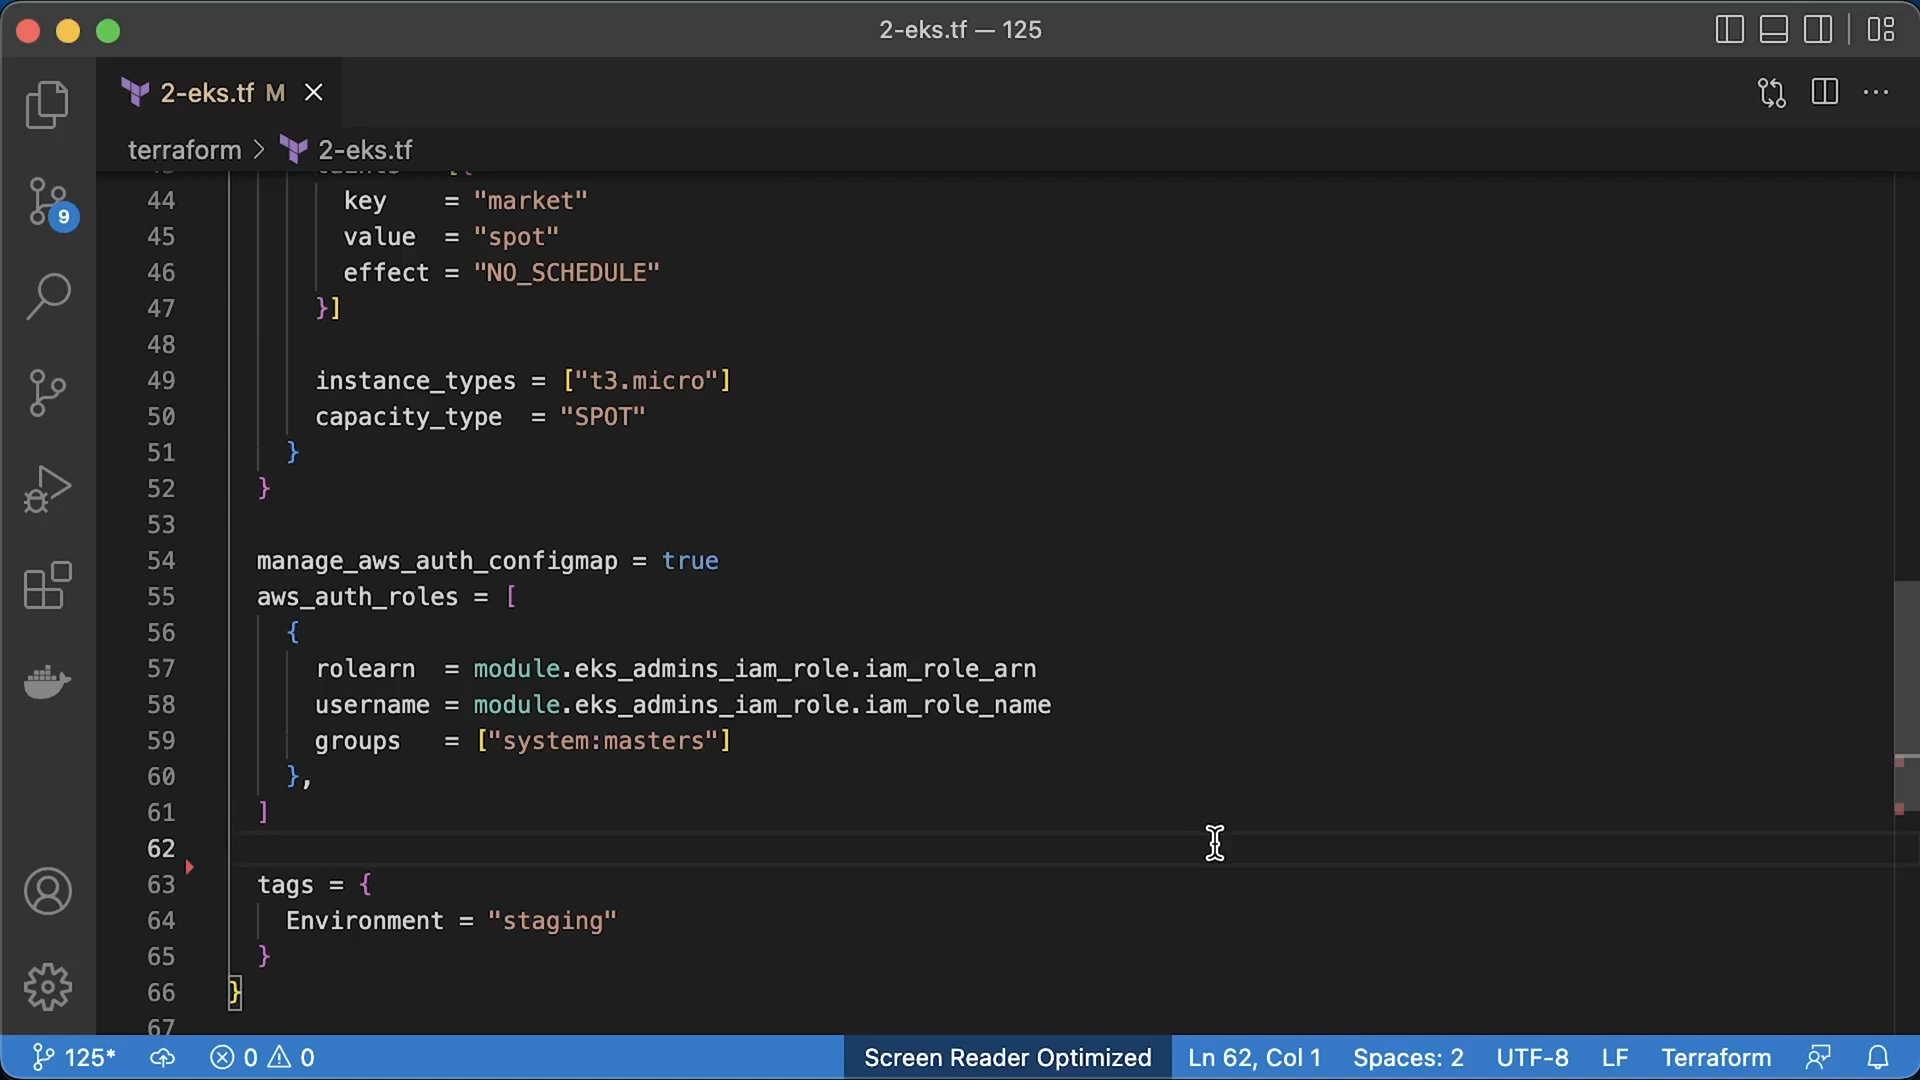 2-eks.tf — 125
2-eks.tf M
terraform > 2-eks.tf
44 key = "market"
45 value = "spot"
46 effect = "NO_SCHEDULE"
47 }]
48
49 instance_types = ["t3.micro"]
50 capacity_type = "SPOT"
51 }
52 }
53
54 manage_aws_auth_configmap = true
55 aws_auth_roles = [
56 {
57 rolearn = module.eks_admins_iam_role.iam_role_arn
58 username = module.eks_admins_iam_role.iam_role_name
59 groups = ["system:masters"]
60 },
61 ]
62
63 tags = {
64 Environment = "staging"
65 }
66 }
67
9
125* 0 0 Screen Reader Optimized Ln 62, Col 1 Spaces: 2 UTF-8 LF Terraform